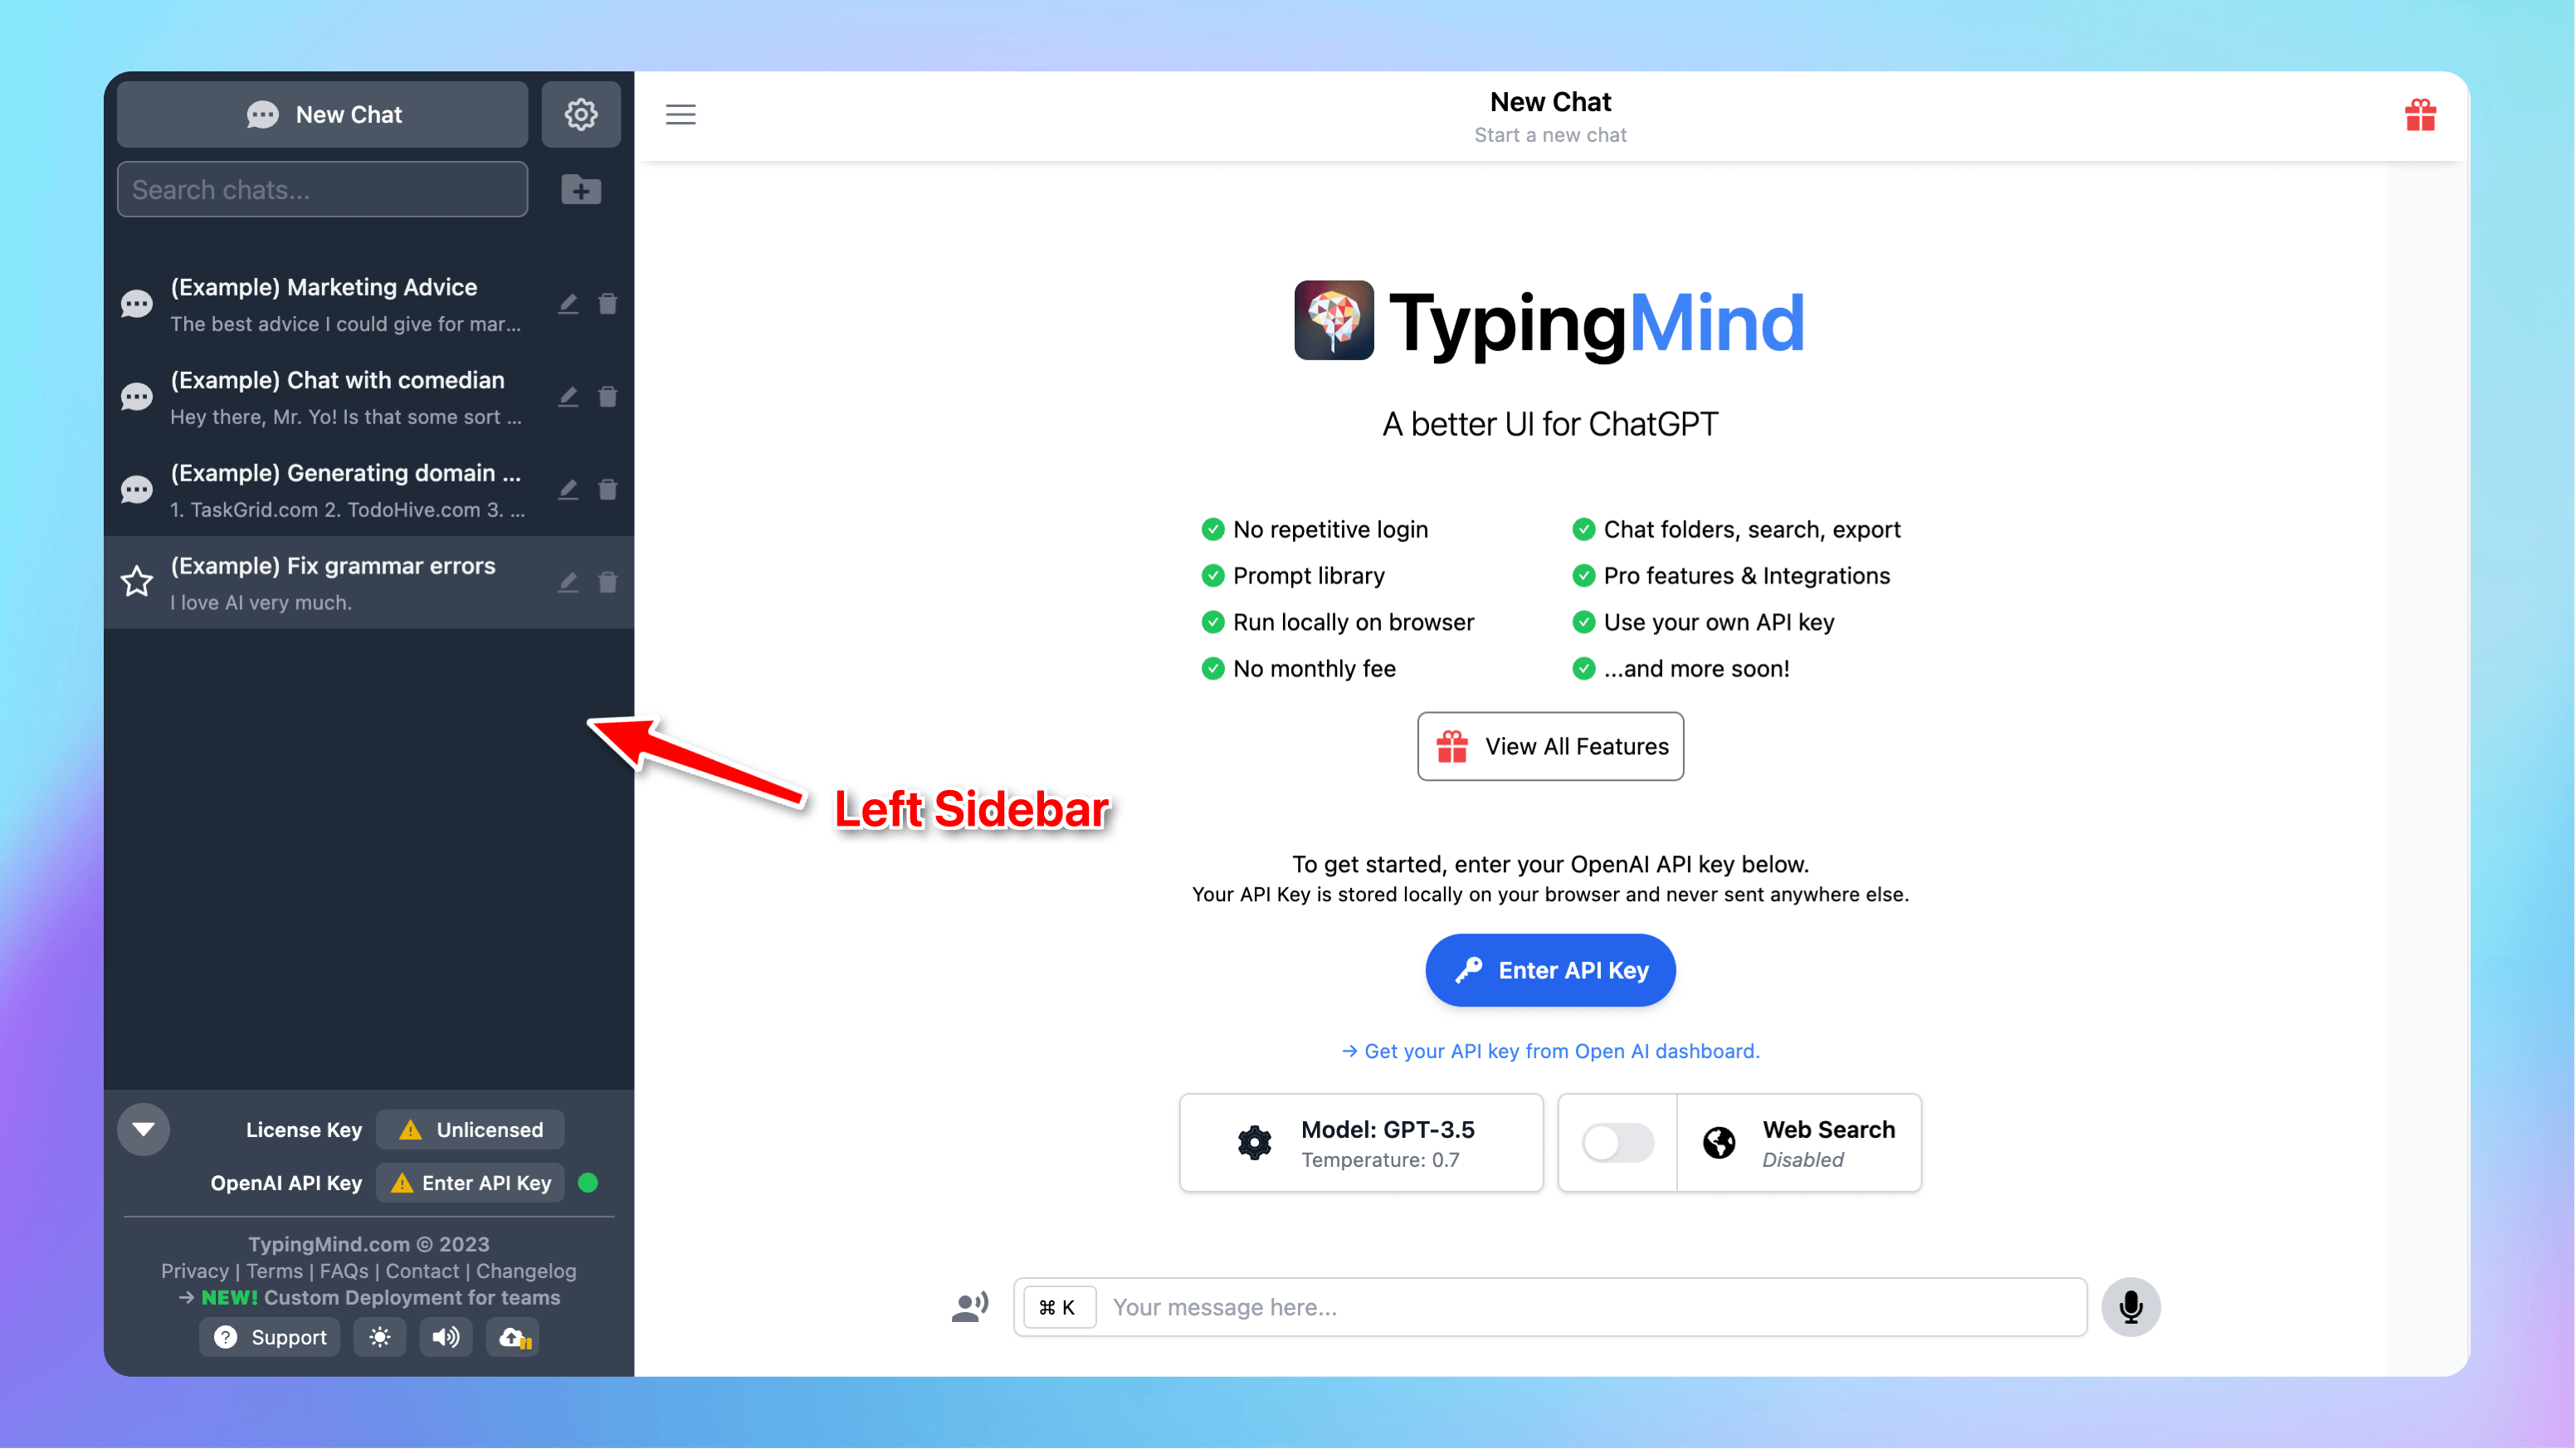 New Chat
Search chats...
(Example) Marketing Advice
The best advice I could give for mar...
(Example) Chat with comedian
Hey there, Mr. Yo! Is that some sort ...
(Example) Generating domain ...
1. TaskGrid.com 2. TodoHive.com 3. ...
(Example) Fix grammar errors
I love AI very much.
License Key
Unlicensed
OpenAI API Key
Enter API Key
TypingMind.com © 2023
Privacy | Terms | FAQs | Contact | Changelog
→ NEW! Custom Deployment for teams
Support
New Chat
Start a new chat
TypingMind
A better UI for ChatGPT
No repetitive login
Chat folders, search, export
Prompt library
Pro features & Integrations
Run locally on browser
Use your own API key
No monthly fee
...and more soon!
View All Features
Left Sidebar
To get started, enter your OpenAI API key below.
Your API Key is stored locally on your browser and never sent anywhere else.
Enter API Key
→ Get your API key from Open AI dashboard.
Model: GPT-3.5
Temperature: 0.7
Web Search
Disabled
⌘ K
Your message here...